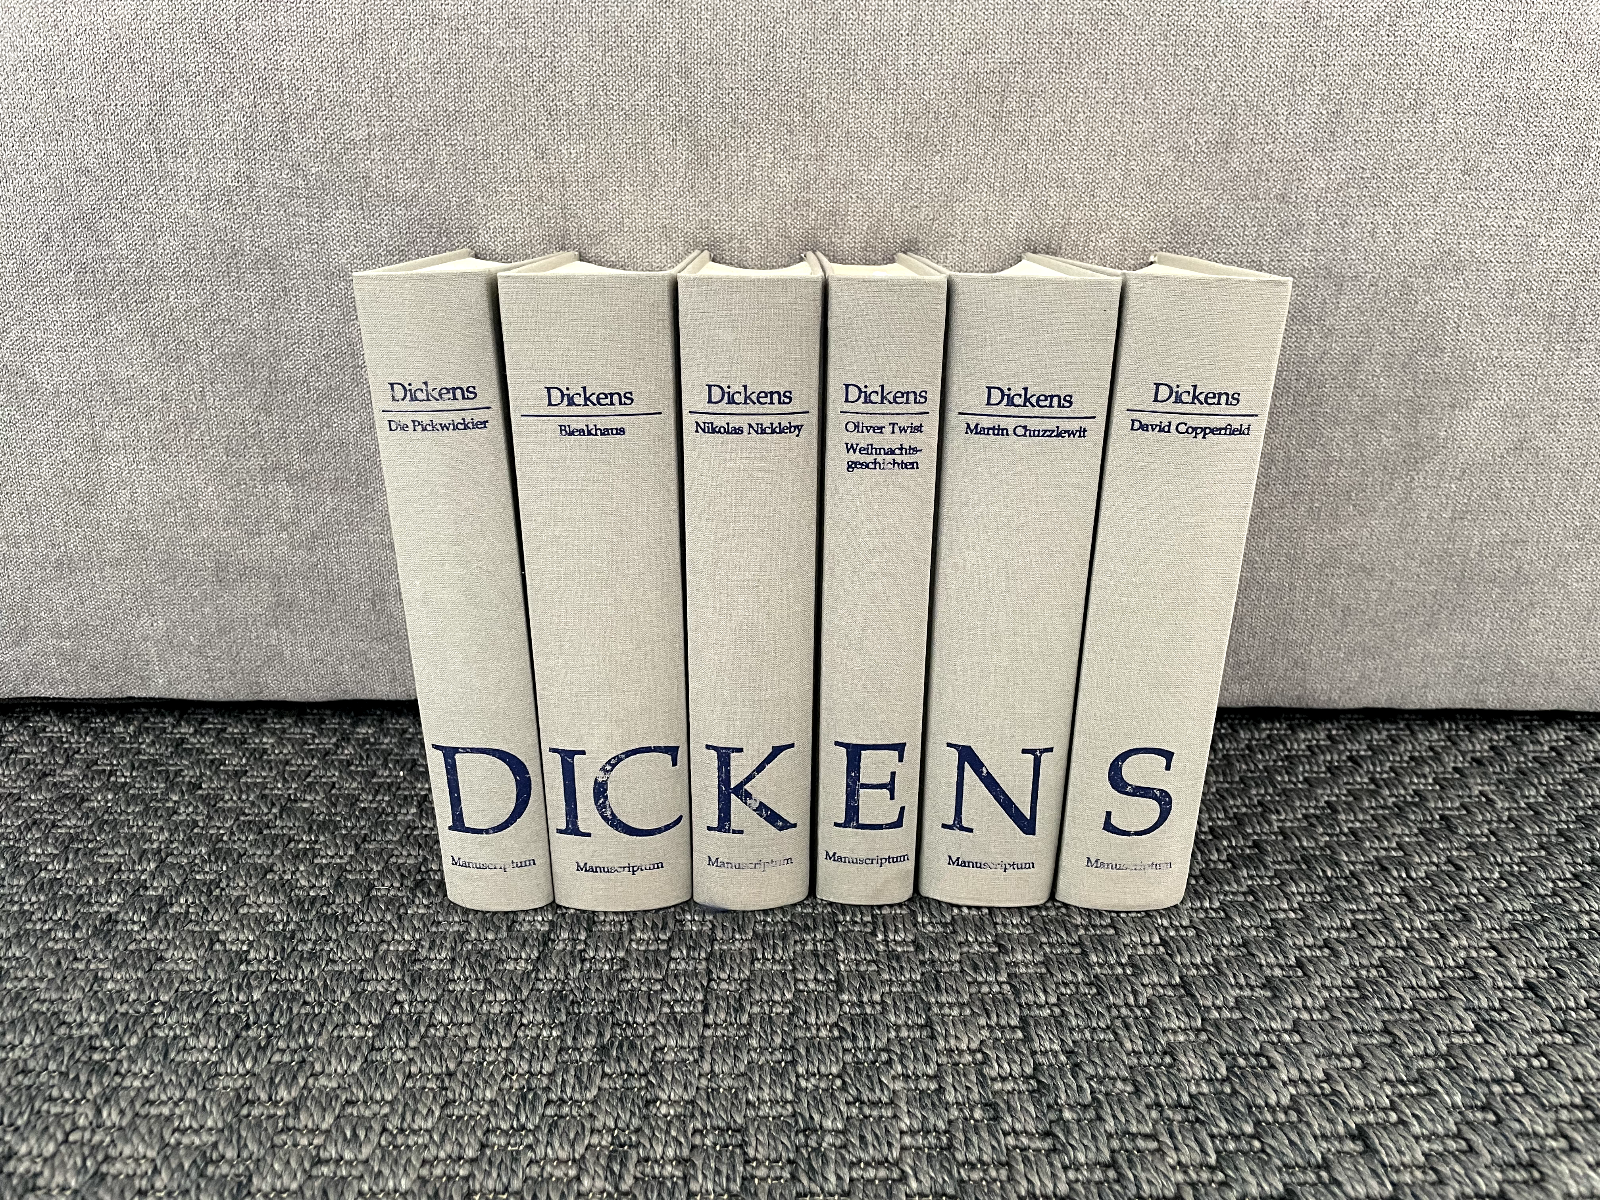 Dickens
Die Pickwickier
D
Manuscriptum
Dickens
Bleakhaus
IC
Manuscriptum
Dickens
Nikolas Nickleby
K
Manuscriptum
Dickens
Oliver Twist
Weihnachts-
geschichten
E
Manuscriptum
Dickens
Martin Chuzzlewit
N
Manuscriptum
Dickens
David Copperfield
S
Manuscriptum